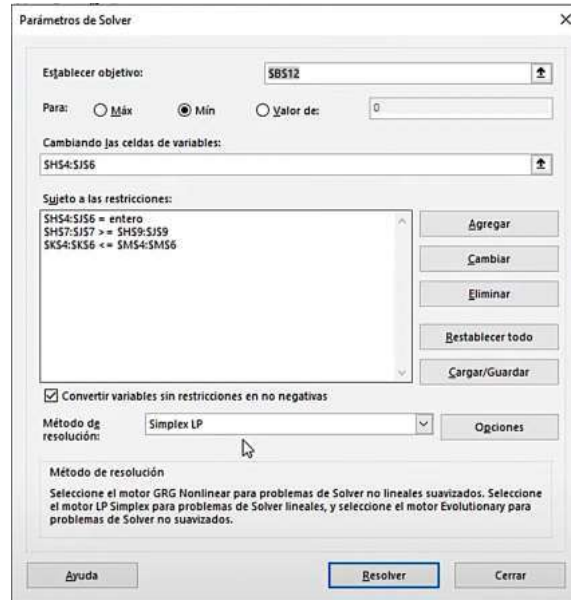 Parámetros de Solver
Establecer objetivo: $B$12
Para: Máx Mín Valor de: 0
Cambiando las celdas de variables:
$H$4:$J$6
Sujeto a las restricciones:
$H$4:$J$6 = entero
$H$7:$J$7 >= $H$9:$J$9
$K$4:$K$6 <= $M$4:$M$6
Agregar
Cambiar
Eliminar
Restablecer todo
Cargar/Guardar
Convertir variables sin restricciones en no negativas
Método de
resolución:
Simplex LP
Opciones
Método de resolución
Seleccione el motor GRG Nonlinear para problemas de Solver no lineales suavizados. Seleccione
el motor LP Simplex para problemas de Solver lineales, y seleccione el motor Evolutionary para
problemas de Solver no suavizados.
Ayuda Resolver Cerrar